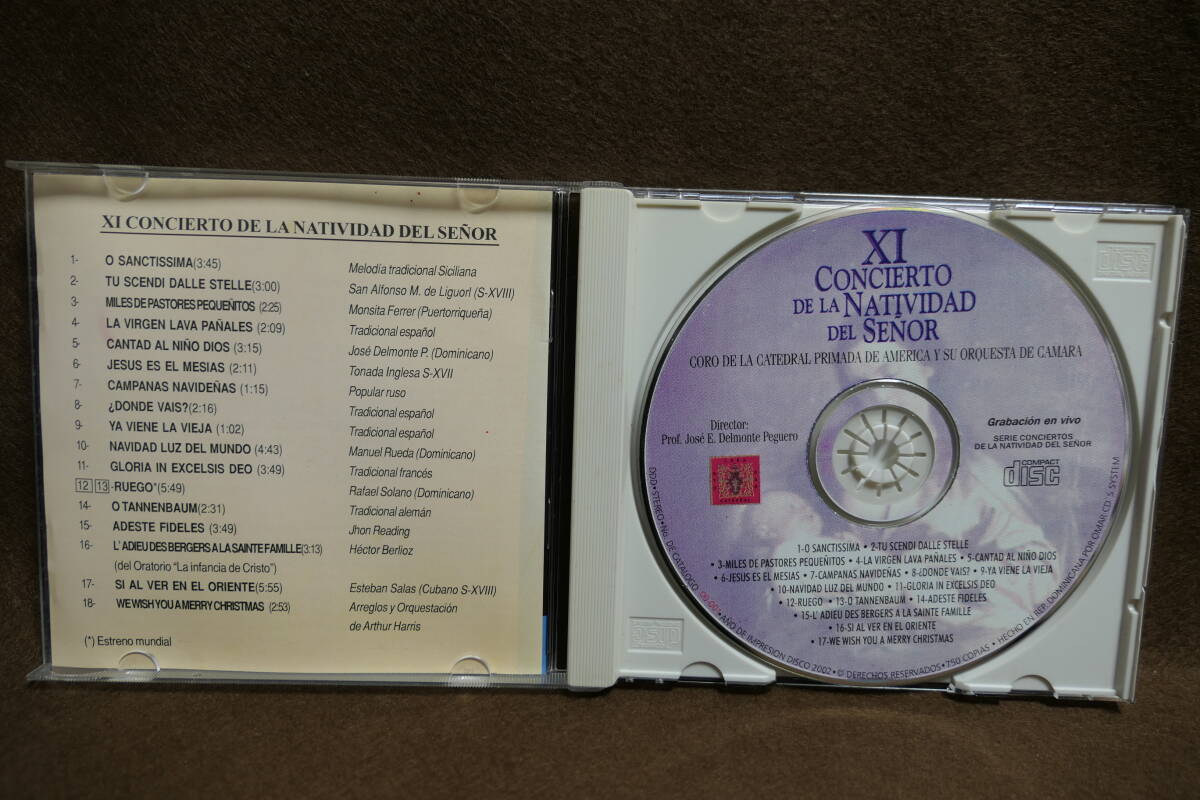 XI CONCIERTO DE LA NATIVIDAD DEL SEÑOR
1- O SANCTISSIMA(3:45) Melodía tradicional Siciliana
2- TU SCENDI DALLE STELLE(3:00) San Alfonso M. de Liguorl (S-XVIII)
3- MILES DE PASTORES PEQUEÑITOS (2:25) Monsita Ferrer (Puertorriqueña)
4- LA VIRGEN LAVA PAÑALES (2:09) Tradicional español
5- CANTAD AL NIÑO DIOS (3:15) José Delmonte P. (Dominicano)
6- JESUS ES EL MESIAS (2:11) Tonada Inglesa S-XVII
7- CAMPANAS NAVIDEÑAS (1:15) Popular ruso
8- ¿DONDE VAIS?(2:16) Tradicional español
9- YA VIENE LA VIEJA (1:02) Tradicional español
10- NAVIDAD LUZ DEL MUNDO (4:43) Manuel Rueda (Dominicano)
11- GLORIA IN EXCELSIS DEO (3:49) Tradicional francés
12 13 -RUEGO*(5:49) Rafael Solano (Dominicano)
14- O TANNENBAUM(2:31) Tradicional alemán
15- ADESTE FIDELES (3:49) Jhon Reading
16- L'ADIEU DES BERGERS A LA SAINTE FAMILLE(3:13) Héctor Berlioz
(del Oratorio "La infancia de Cristo")
17- SI AL VER EN EL ORIENTE(5:55) Esteban Salas (Cubano S-XVIII)
18- WE WISH YOU A MERRY CHRISTMAS (2:53) Arreglos y Orquestación
de Arthur Harris
(*) Estreno mundial
XI
CONCIERTO
DE LA NATIVIDAD
DEL SEÑOR
CORO DE LA CATEDRAL PRIMADA DE AMERICA Y SU ORQUESTA DE CAMARA
Director:
Prof. José E. Delmonte Peguero
Grabación en vivo
SERIE CONCIERTOS
DE LA NATIVIDAD DEL SEÑOR
COMPACT
disc
1-O SANCTISSIMA • 2-TU SCENDI DALLE STELLE
• 3-MILES DE PASTORES PEQUEÑITOS • 4-LA VIRGEN LAVA PAÑALES • 5-CANTAD AL NIÑO DIOS
• 6-JESUS ES EL MESIAS • 7-CAMPANAS NAVIDEÑAS • 8-¿DONDE VAIS? • 9-YA VIENE LA VIEJA
• 10-NAVIDAD LUZ DEL MUNDO • 11-GLORIA IN EXCELSIS DEO
• 12-RUEGO • 13-O TANNENBAUM • 14-ADESTE FIDELES
• 15-L' ADIEU DES BERGERS A LA SAINTE FAMILLE
• 16-SI AL VER EN EL ORIENTE
• 17-WE WISH YOU A MERRY CHRISTMAS
DDD • STEREO • No. DE CATALOGO 00.001 • AÑO DE IMPRESION DISCO 2002 • © DERECHOS RESERVADOS • 750 COPIAS • HECHO EN REP. DOMINICANA POR OMAR CD´S SYSTEM
disc
disc